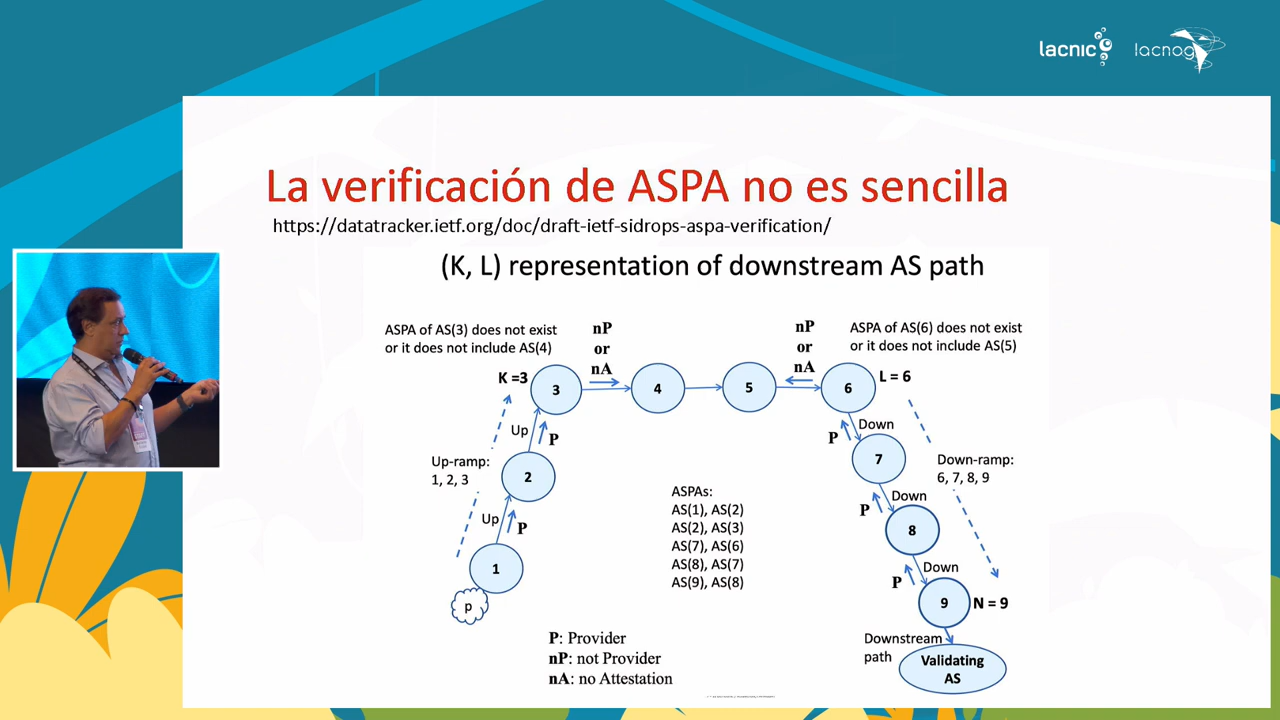 lacnic
lacnog
La verificación de ASPA no es sencilla
https://datatracker.ietf.org/doc/draft-ietf-sidrops-aspa-verification/
(K, L) representation of downstream AS path
ASPA of AS(3) does not exist
or it does not include AS(4)
nP
or
nA
nP
or
nA
ASPA of AS(6) does not exist
or it does not include AS(5)
K =3
3
4
5
6
L = 6
Up
P
P
Down
Up-ramp:
1, 2, 3
2
7
Down-ramp:
6, 7, 8, 9
Up
P
P
Down
ASPAs:
AS(1), AS(2)
AS(2), AS(3)
AS(7), AS(6)
AS(8), AS(7)
AS(9), AS(8)
8
1
P
Down
p
9
N = 9
P: Provider
nP: not Provider
nA: no Attestation
Downstream
path
Validating
AS